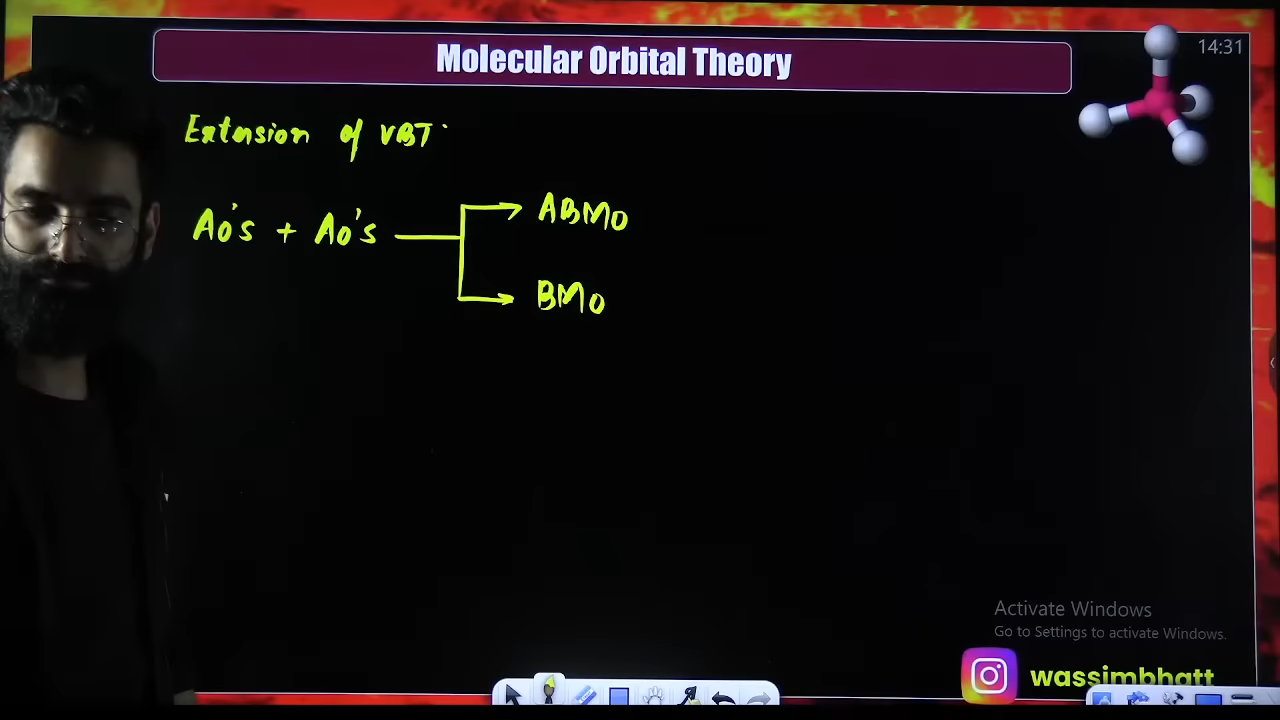 Molecular Orbital Theory
14:31
Extension of VBT
AO's + AO's
ABMO
BMO
Activate Windows
Go to Settings to activate Windows.
wassimbhatt